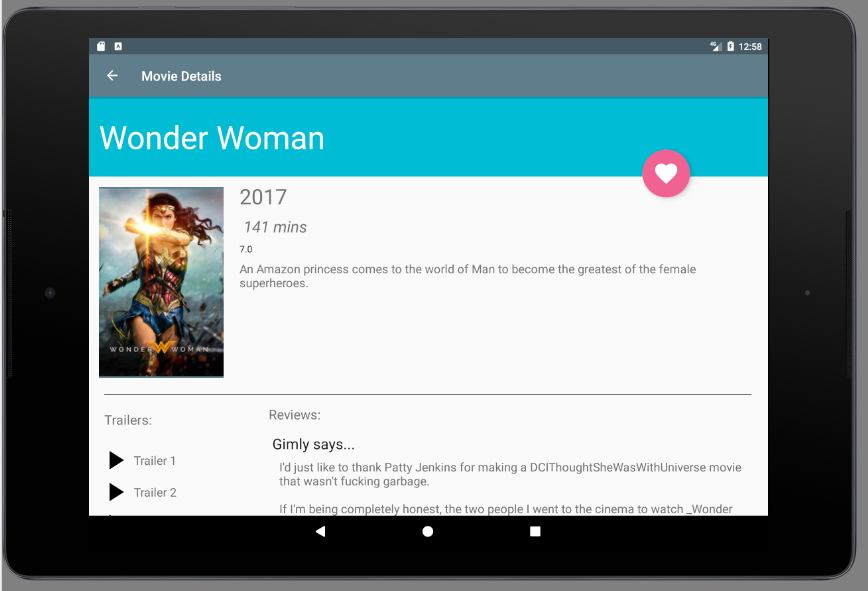 12:58
Movie Details
Wonder Woman
2017
141 mins
7.0
An Amazon princess comes to the world of Man to become the greatest of the female
superheroes.
WONDER WOMAN
Trailers:
Trailer 1
Trailer 2
Reviews:
Gimly says...
I'd just like to thank Patty Jenkins for making a DCIThoughtSheWasWithUniverse movie
that wasn't fucking garbage.
If I'm being completely honest, the two people I went to the cinema to watch _Wonder